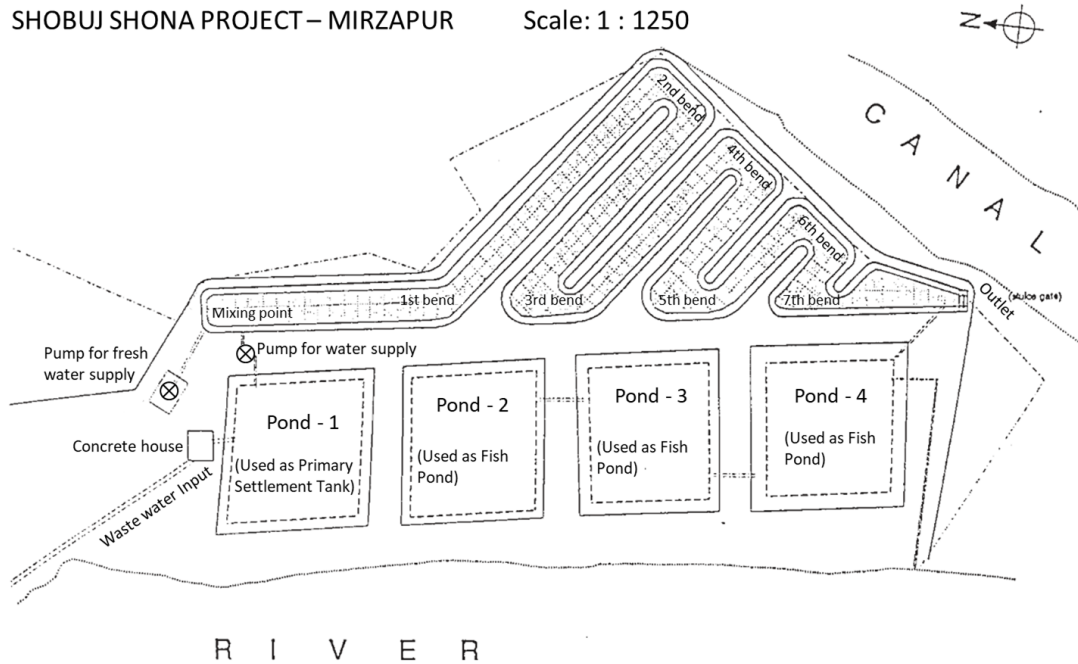 SHOBUJ SHONA PROJECT – MIRZAPUR Scale: 1 : 1250
N
CANAL
2nd bend
4th bend
6th bend
1st bend
3rd bend
5th bend
7th bend
Mixing point
Outlet
(sluice gate)
Pump for fresh
water supply
Pump for water supply
Concrete house
Waste water Input
Pond - 1
(Used as Primary
Settlement Tank)
Pond - 2
(Used as Fish
Pond)
Pond - 3
(Used as Fish
Pond)
Pond - 4
(Used as Fish
Pond)
RIVER